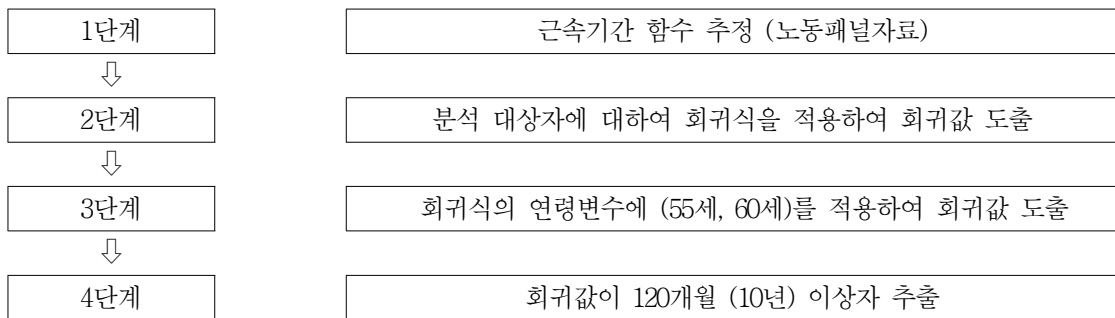 1단계 근속기간 함수 추정 (노동패널자료)
⇩
2단계 분석 대상자에 대하여 회귀식을 적용하여 회귀값 도출
⇩
3단계 회귀식의 연령변수에 (55세, 60세)를 적용하여 회귀값 도출
⇩
4단계 회귀값이 120개월 (10년) 이상자 추출